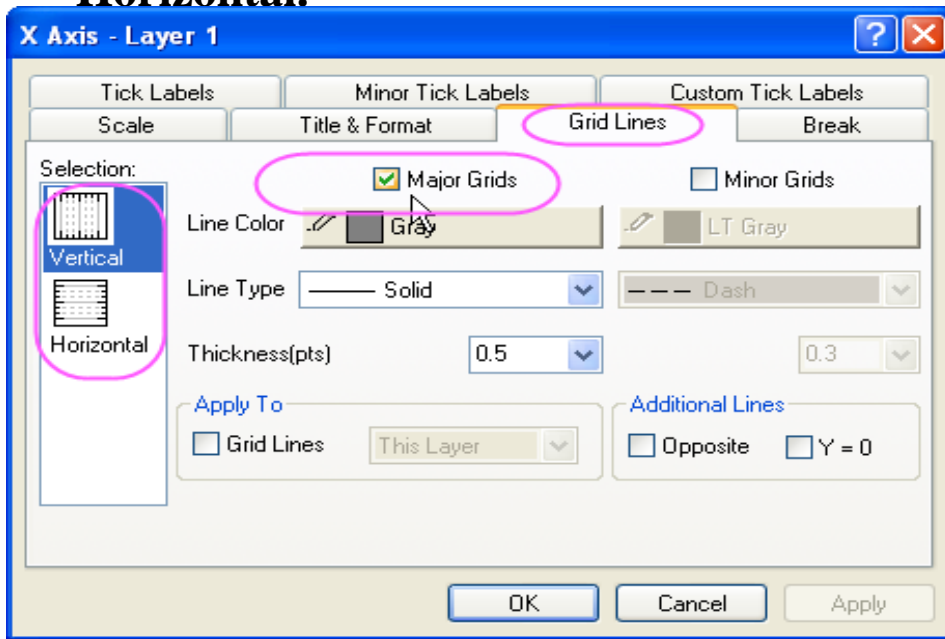 Horizontal.
X Axis - Layer 1
Tick Labels Minor Tick Labels Custom Tick Labels
Scale Title & Format Grid Lines Break
Selection:
Major Grids Minor Grids
Line Color Gray LT Gray
Vertical
Line Type Solid Dash
Horizontal
Thickness(pts) 0.5 0.3
Apply To Additional Lines
Grid Lines This Layer Opposite Y = 0
OK Cancel Apply